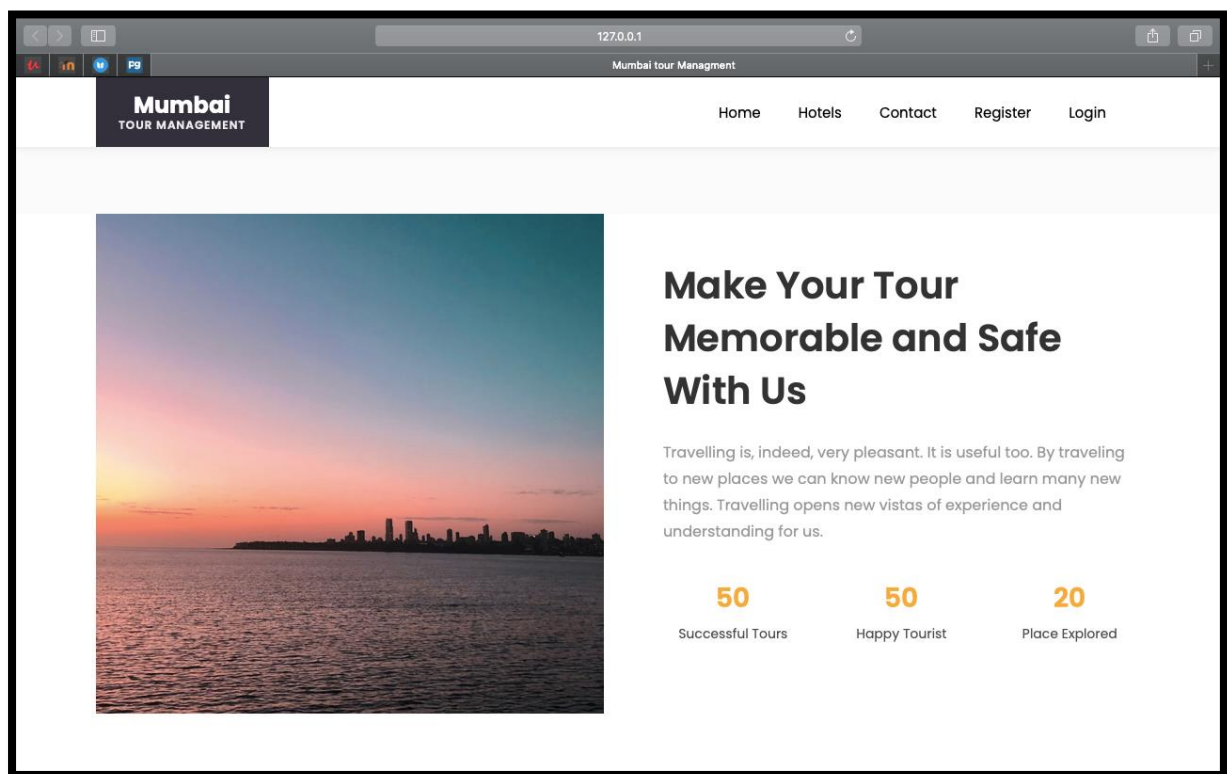 127.0.0.1
in
P9
Mumbai tour Managment
Mumbai
TOUR MANAGEMENT
Home Hotels Contact Register Login
Make Your Tour
Memorable and Safe
With Us
Travelling is, indeed, very pleasant. It is useful too. By traveling
to new places we can know new people and learn many new
things. Travelling opens new vistas of experience and
understanding for us.
50 50 20
Successful Tours Happy Tourist Place Explored